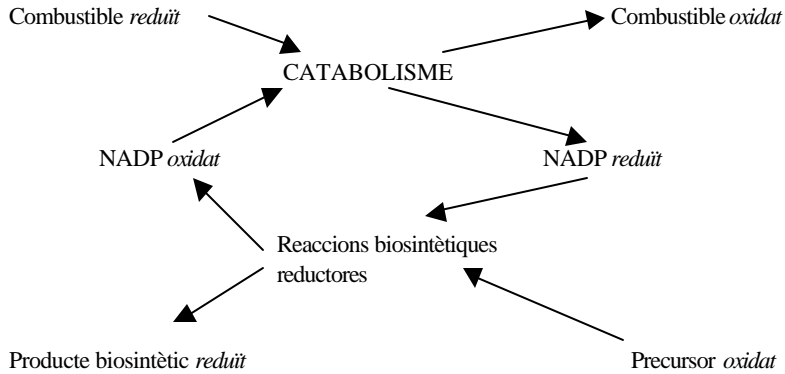 Combustible reduït
Combustible oxidat
CATABOLISME
NADP oxidat
NADP reduït
Reaccions biosintètiques
reductores
Producte biosintètic reduït
Precursor oxidat